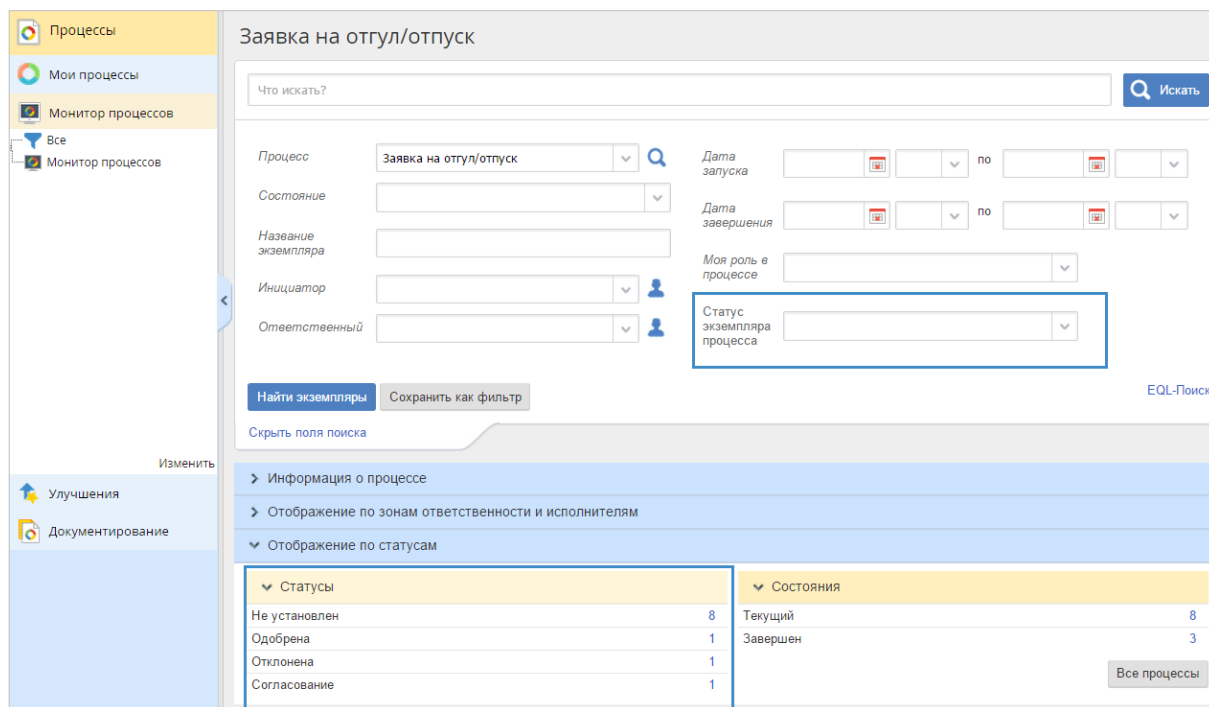 Процессы
Мои процессы
Монитор процессов
Все
Монитор процессов
Изменить
Улучшения
Документирование
Заявка на отгул/отпуск
Что искать?
Искать
Процесс
Заявка на отгул/отпуск
Состояние
Название
экземпляра
Инициатор
Ответственный
Дата
запуска
по
Дата
завершения
по
Моя роль в
процессе
Статус
экземпляра
процесса
Найти экземпляры
Сохранить как фильтр
EQL-Поиск
Скрыть поля поиска
Информация о процессе
Отображение по зонам ответственности и исполнителям
Отображение по статусам
Статусы
Не установлен 8
Одобрена 1
Отклонена 1
Согласование 1
Состояния
Текущий 8
Завершен 3
Все процессы